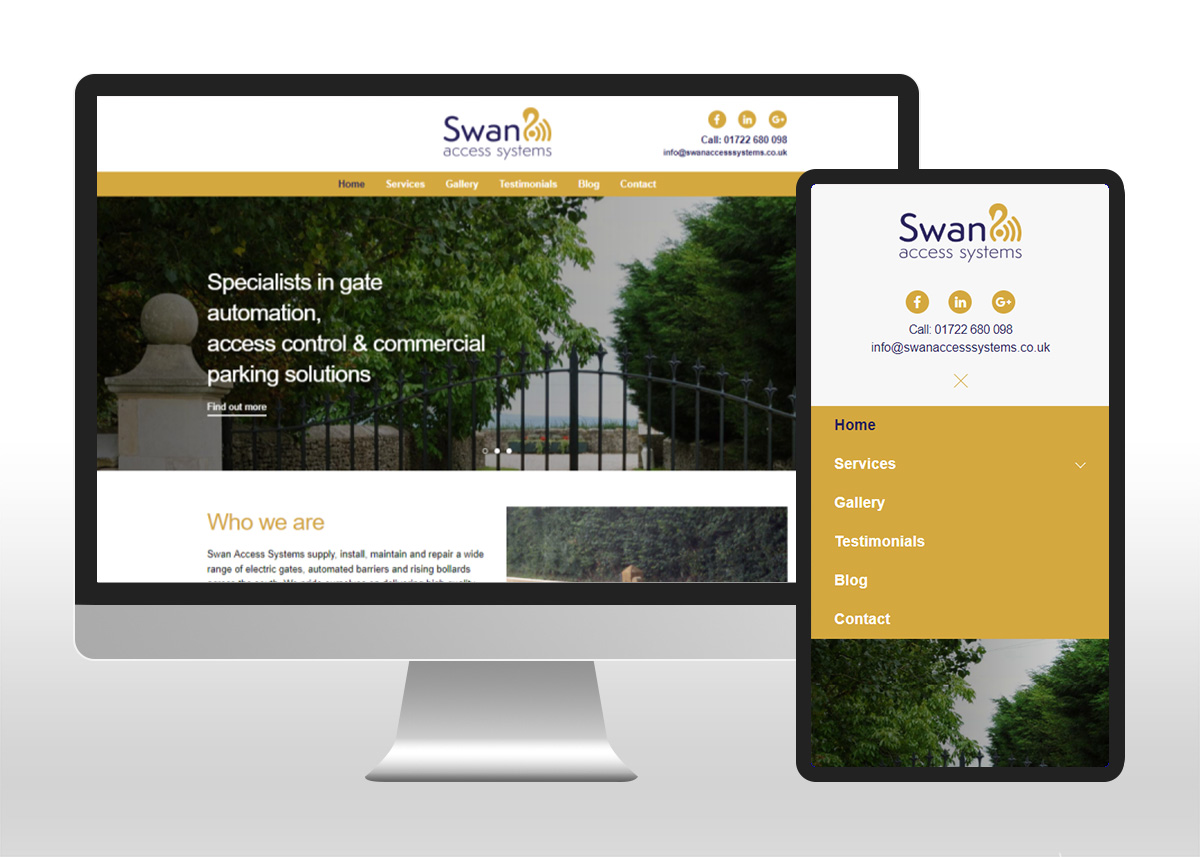 Swan
access systems
Call: 01722 680 098
info@swanaccesssystems.co.uk
Home Services Gallery Testimonials Blog Contact
Specialists in gate
automation,
access control & commercial
parking solutions
Find out more
Who we are
Swan Access Systems supply, install, maintain and repair a wide
range of electric gates, automated barriers and rising bollards
Swan
access systems
f in G+
Call: 01722 680 098
info@swanaccesssystems.co.uk
Home
Services
Gallery
Testimonials
Blog
Contact